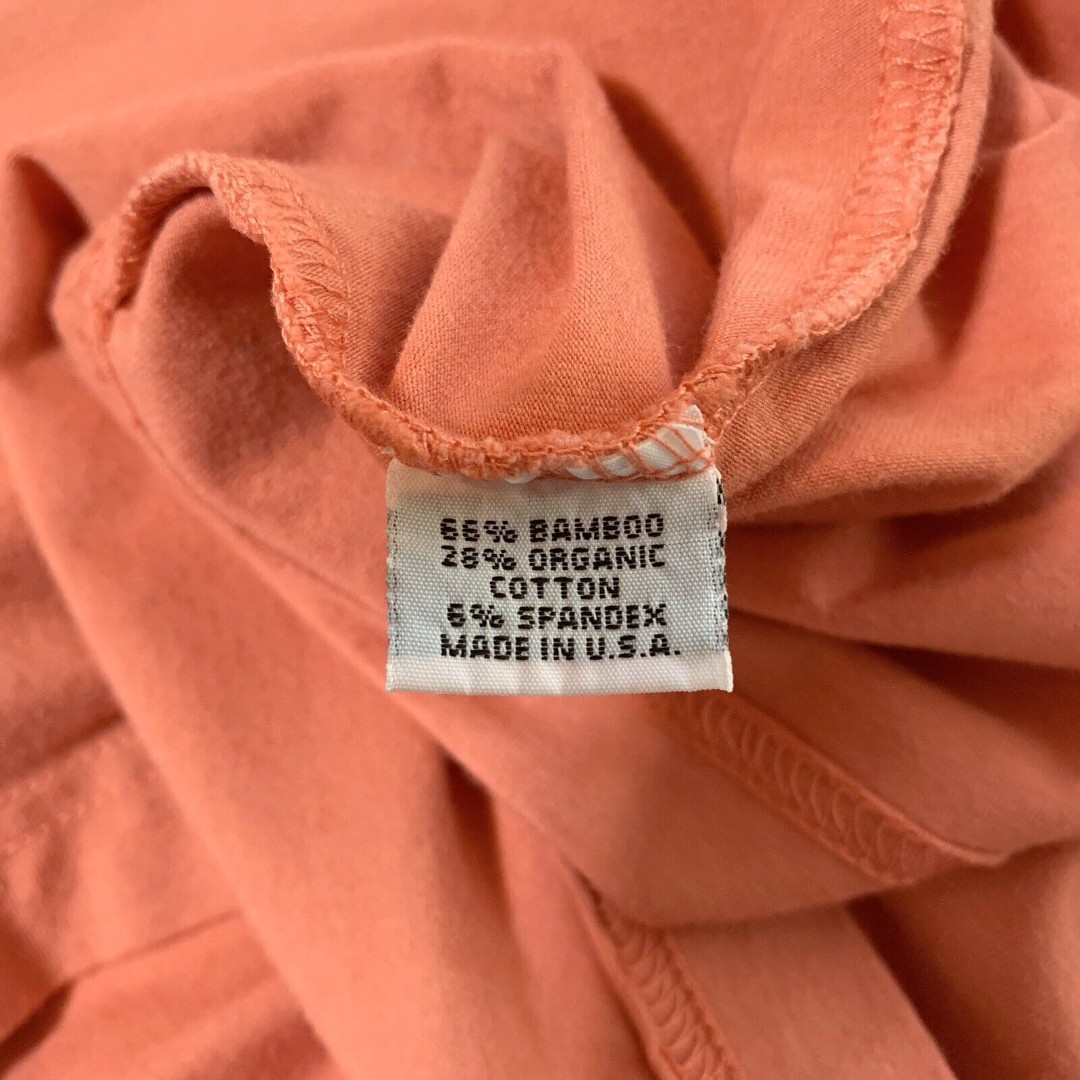 66% BAMBOO
28% ORGANIC
COTTON
6% SPANDEX
MADE IN U.S.A.